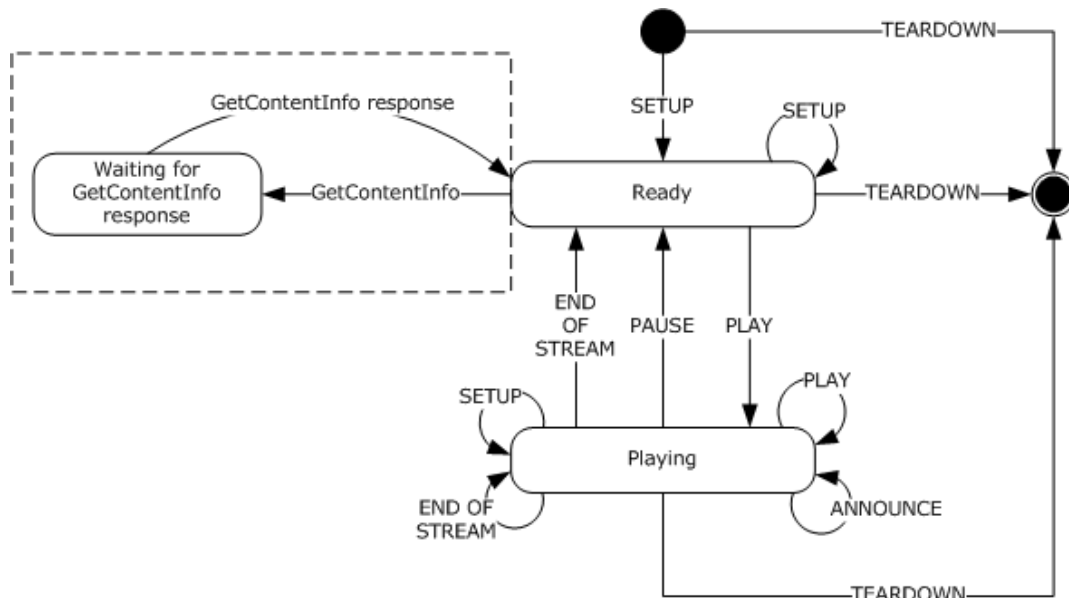 TEARDOWN
GetContentInfo response
SETUP
SETUP
Waiting for
GetContentInfo
response
GetContentInfo
Ready
TEARDOWN
END
OF
STREAM
PAUSE
PLAY
SETUP
PLAY
Playing
END OF
STREAM
ANNOUNCE
TEARDOWN